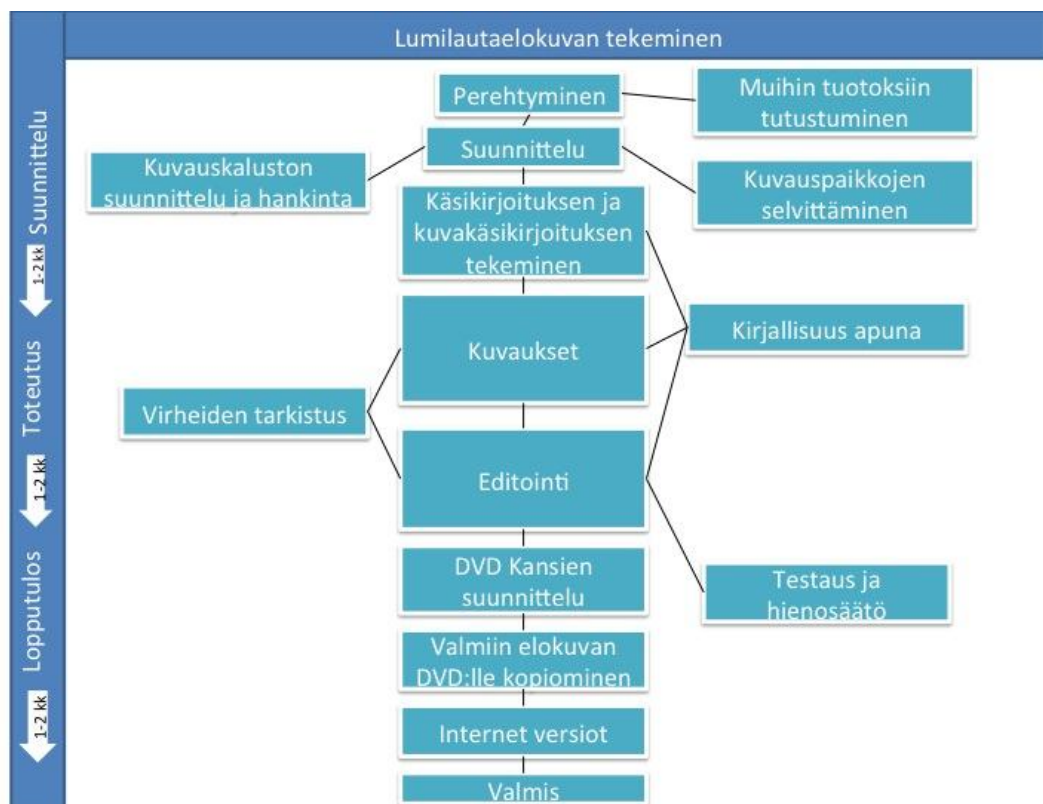 Lumilautaelokuvan tekeminen
Perehtyminen
Muihin tuotoksiin
tutustuminen
Suunnittelu
Kuvauskaluston
suunnittelu ja hankinta
Kuvauspaikkojen
selvittäminen
Käsikirjoituksen ja
kuvakäsikirjoituksen
tekeminen
Kuvaukset
Kirjallisuus apuna
Virheiden tarkistus
Editointi
DVD Kansien
suunnittelu
Testaus ja
hienosäätö
Valmiin elokuvan
DVD:lle kopiominen
Internet versiot
Valmis
Suunnittelu
1-2 kk
Toteutus
1-2 kk
Lopputulos
1-2 kk